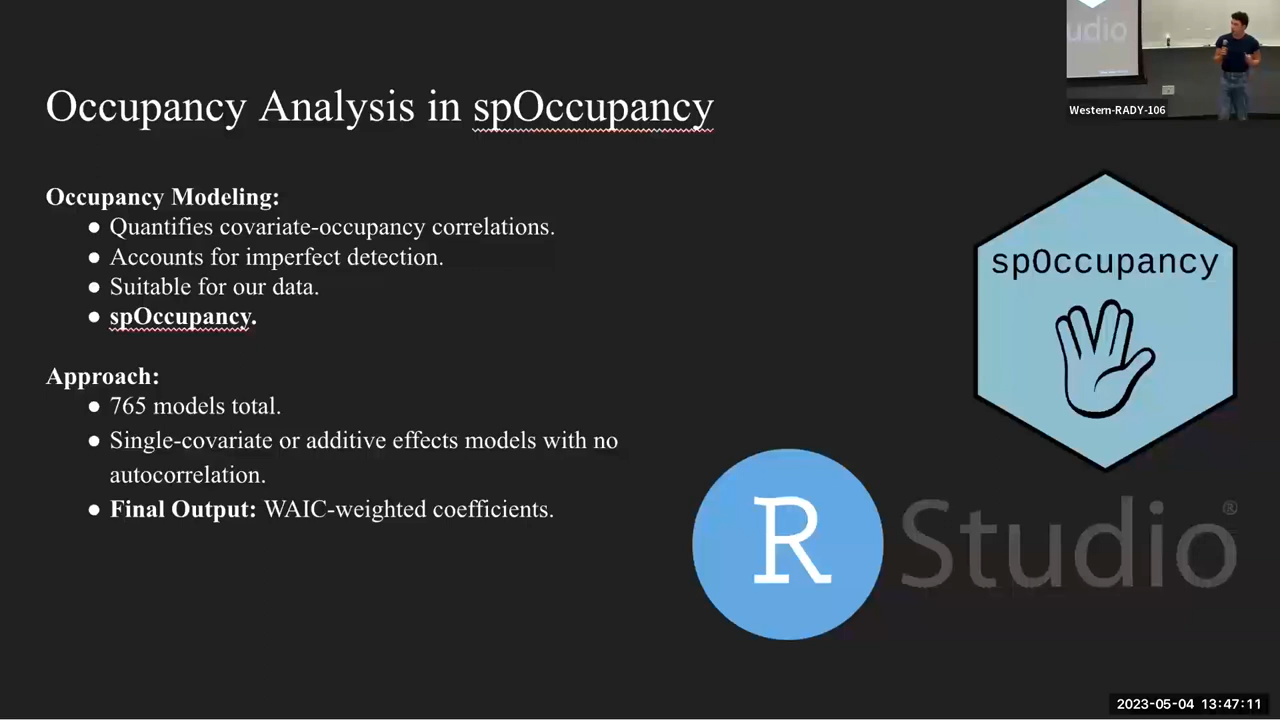 udio
Western-RADY-106
Occupancy Analysis in spOccupancy
Occupancy Modeling:
● Quantifies covariate-occupancy correlations.
● Accounts for imperfect detection.
● Suitable for our data.
● spOccupancy.
Approach:
● 765 models total.
● Single-covariate or additive effects models with no
autocorrelation.
● Final Output: WAIC-weighted coefficients.
spOccupancy
R Studio®
2023-05-04 13:47:11